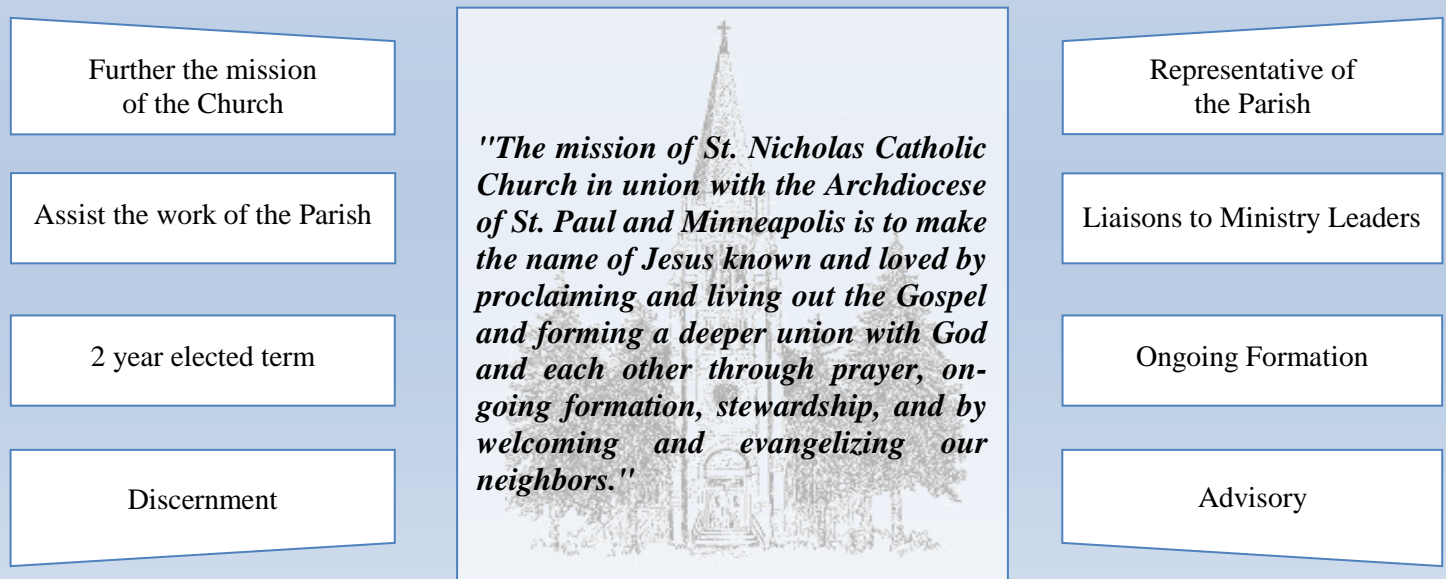 Further the mission
of the Church
Assist the work of the Parish
2 year elected term
Discernment
"The mission of St. Nicholas Catholic
Church in union with the Archdiocese
of St. Paul and Minneapolis is to make
the name of Jesus known and loved by
proclaiming and living out the Gospel
and forming a deeper union with God
and each other through prayer, on-
going formation, stewardship, and by
welcoming and evangelizing our
neighbors."
Representative of
the Parish
Liaisons to Ministry Leaders
Ongoing Formation
Advisory